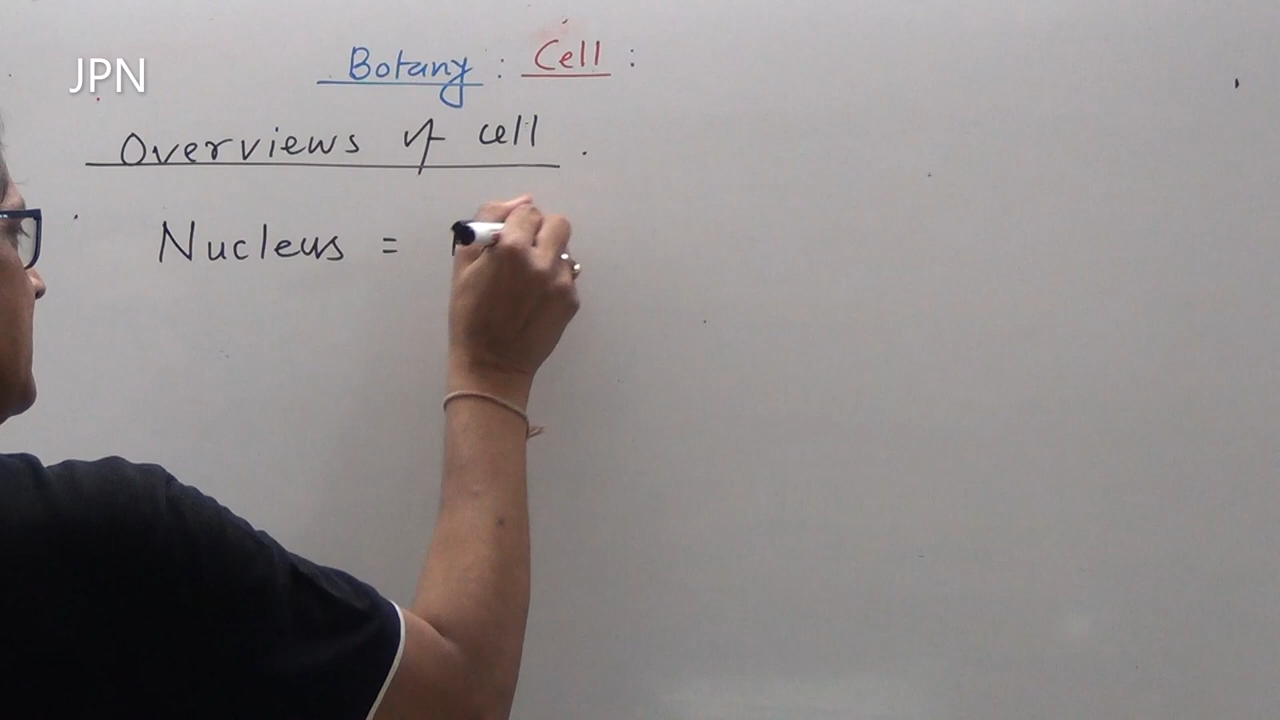 JPN
Botany : Cell :
Overviews of cell .
Nucleus =